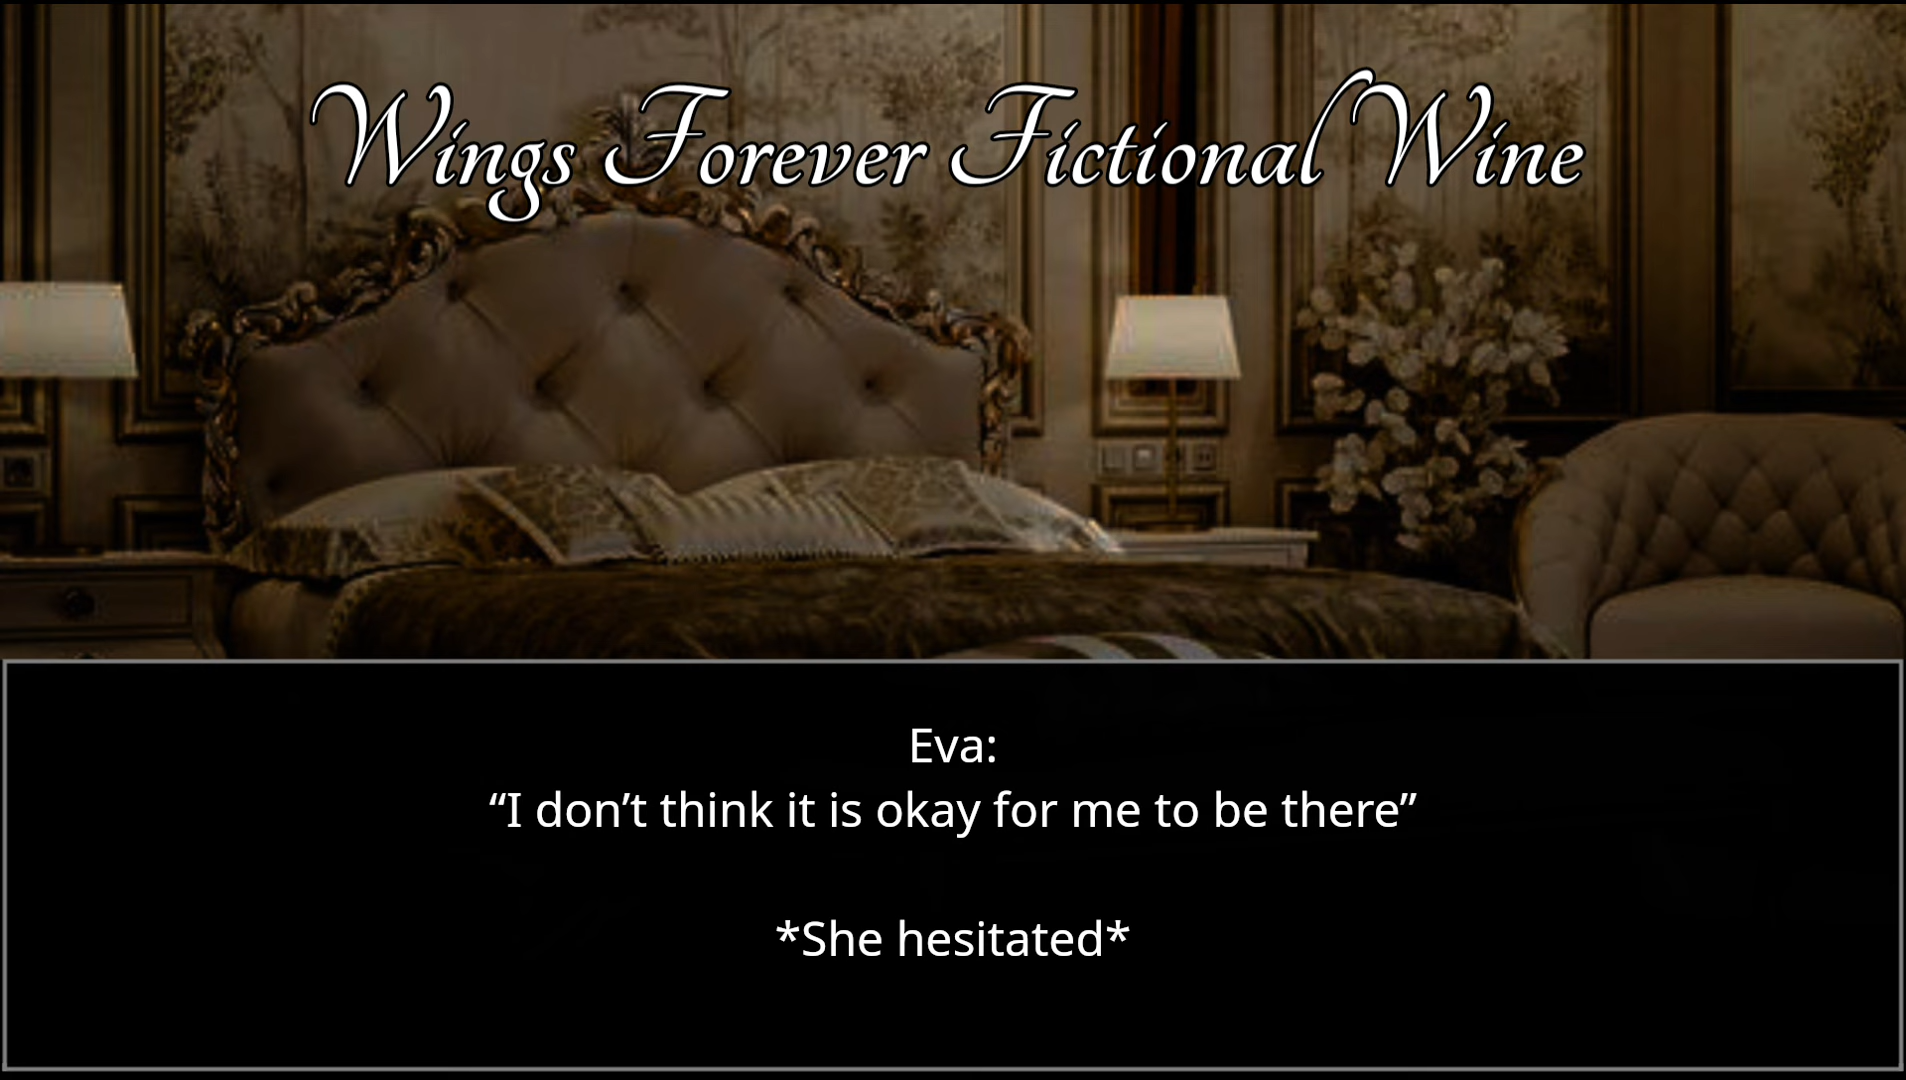 Wings Forever Fictional Wine
Eva:
“I don’t think it is okay for me to be there”
*She hesitated*